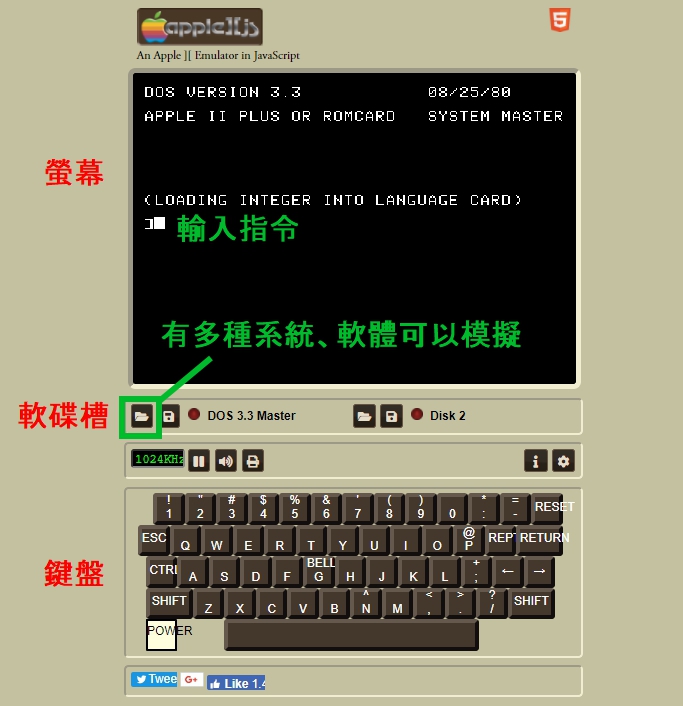 apple][js
An Apple ][ Emulator in JavaScript
DOS VERSION 3.3 08/25/80
APPLE II PLUS OR ROMCARD SYSTEM MASTER
螢幕
(LOADING INTEGER INTO LANGUAGE CARD)
]
輸入指令
有多種系統、軟體可以模擬
軟碟槽
DOS 3.3 Master Disk 2
1024KHz
! " # $ % & ' ( ) * =
1 2 3 4 5 6 7 8 9 0 : - RESET
ESC Q W E R T Y U I O @ P REPT RETURN
鍵盤
CTRL A S D F BELL G H J K L + ; ← →
SHIFT Z X C V B ^ N M < , > . ? / SHIFT
POWER
Twee G+ Like 1.4